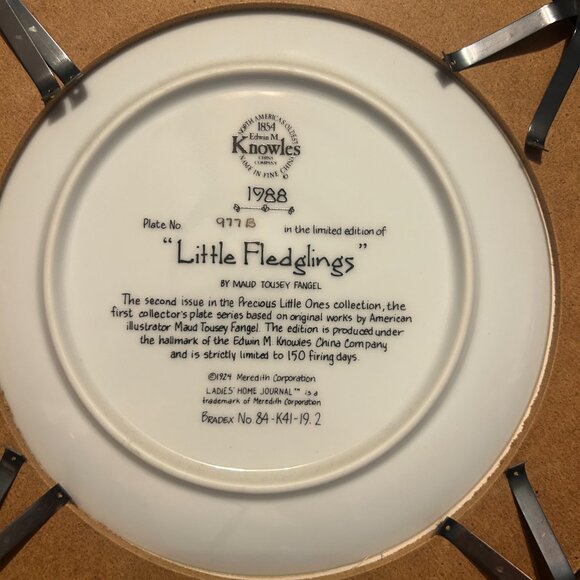 NORTH AMERICA'S OLDEST
1854
Edwin M.
Knowles
CHINA
COMPANY
NAME IN FINE CHINA
©
1988
Plate No. 977B in the limited edition of
"Little Fledglings"
BY MAUD TOUSEY FANGEL
The second issue in the Precious Little Ones collection, the
first collector's plate series based on original works by American
illustrator Maud Tousey Fangel. The edition is produced under
the hallmark of the Edwin M. Knowles China Company
and is strictly limited to 150 firing days.
©1924 Meredith Corporation
LADIES' HOME JOURNAL™ is a
trademark of Meredith Corporation
BRADEX No. 84-K41-19.2